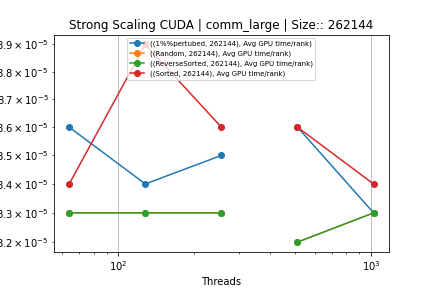 Strong Scaling CUDA | comm_large | Size:: 262144
((1%%pertubed, 262144), Avg GPU time/rank)
((Random, 262144), Avg GPU time/rank)
((ReverseSorted, 262144), Avg GPU time/rank)
((Sorted, 262144), Avg GPU time/rank)
3.9 × 10⁻⁵
3.8 × 10⁻⁵
3.7 × 10⁻⁵
3.6 × 10⁻⁵
3.5 × 10⁻⁵
3.4 × 10⁻⁵
3.3 × 10⁻⁵
3.2 × 10⁻⁵
10² 10³
Threads